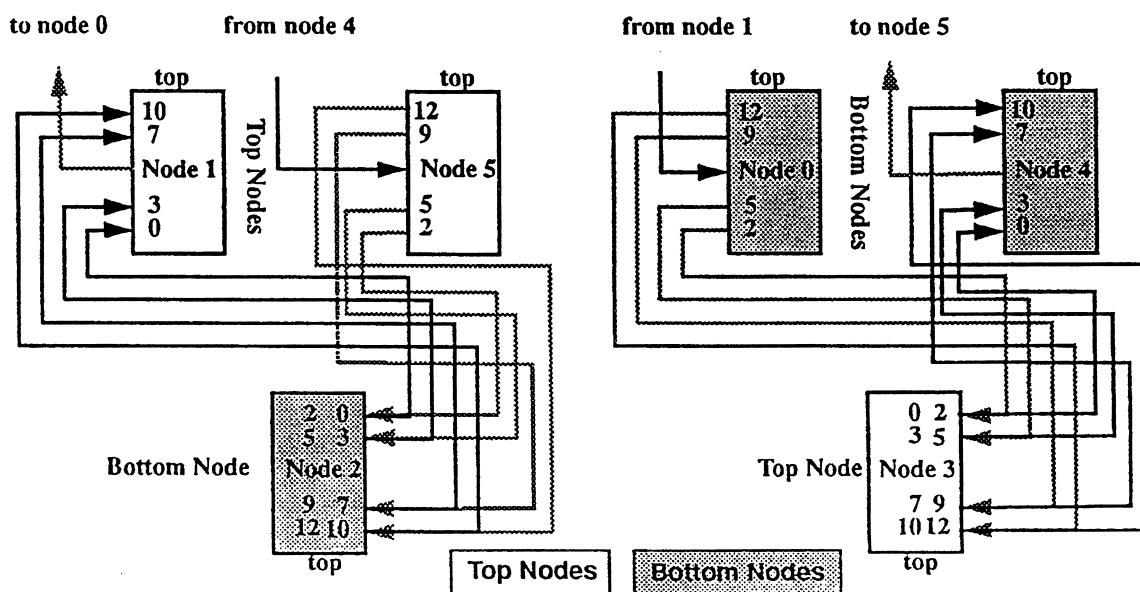 to node 0
from node 4
from node 1
to node 5
top
10
7
Node 1
3
0
Top Nodes
top
12
9
Node 5
5
2
top
12
9
Node 0
5
2
Bottom Nodes
top
10
7
Node 4
3
0
Bottom Node
2 0
5 3
Node 2
9 7
12 10
top
Top Node
0 2
3 5
Node 3
7 9
10 12
top
Top Nodes
Bottom Nodes